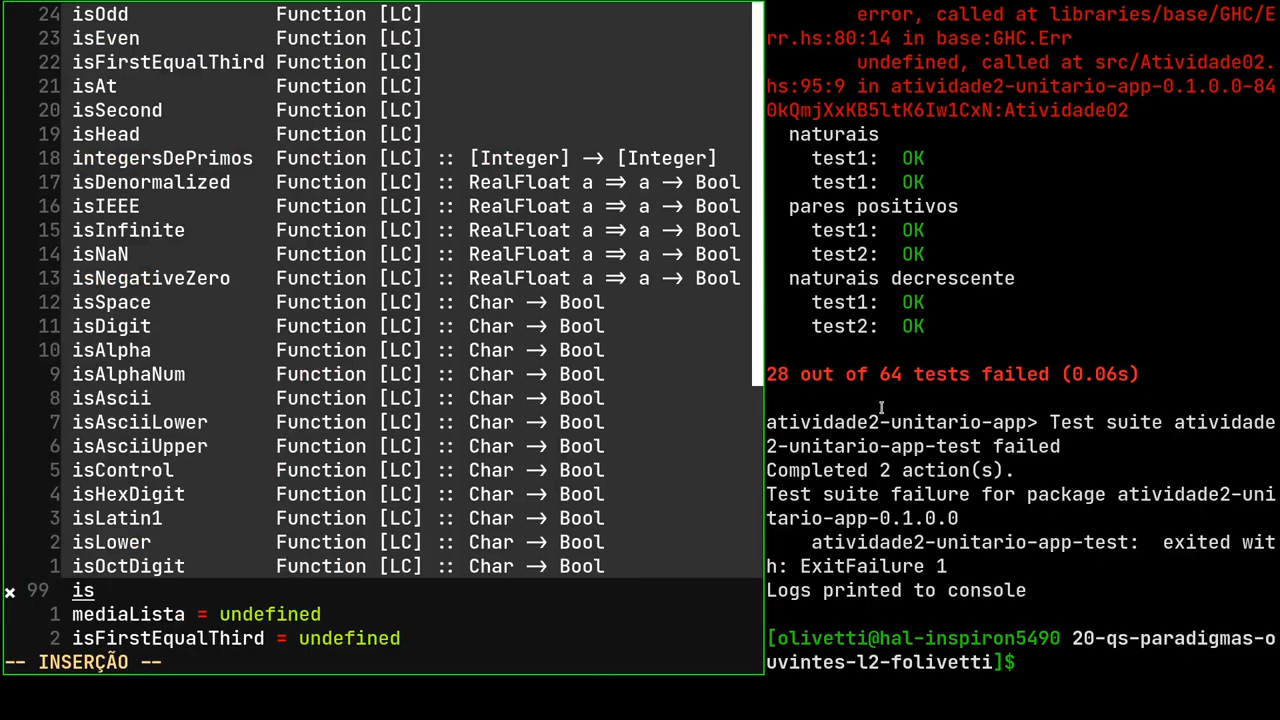 24 isOdd Function [LC]
23 isEven Function [LC]
22 isFirstEqualThird Function [LC]
21 isAt Function [LC]
20 isSecond Function [LC]
19 isHead Function [LC]
18 integersDePrimos Function [LC] :: [Integer] → [Integer]
17 isDenormalized Function [LC] :: RealFloat a ⇒ a → Bool
16 isIEEE Function [LC] :: RealFloat a ⇒ a → Bool
15 isInfinite Function [LC] :: RealFloat a ⇒ a → Bool
14 isNaN Function [LC] :: RealFloat a ⇒ a → Bool
13 isNegativeZero Function [LC] :: RealFloat a ⇒ a → Bool
12 isSpace Function [LC] :: Char → Bool
11 isDigit Function [LC] :: Char → Bool
10 isAlpha Function [LC] :: Char → Bool
9 isAlphaNum Function [LC] :: Char → Bool
8 isAscii Function [LC] :: Char → Bool
7 isAsciiLower Function [LC] :: Char → Bool
6 isAsciiUpper Function [LC] :: Char → Bool
5 isControl Function [LC] :: Char → Bool
4 isHexDigit Function [LC] :: Char → Bool
3 isLatin1 Function [LC] :: Char → Bool
2 isLower Function [LC] :: Char → Bool
1 isOctDigit Function [LC] :: Char → Bool
✖ 99 is
1 mediaLista = undefined
2 isFirstEqualThird = undefined
-- INSERÇÃO --
error, called at libraries/base/GHC/E
rr.hs:80:14 in base:GHC.Err
undefined, called at src/Atividade02.
hs:95:9 in atividade2-unitario-app-0.1.0.0-84
0kQmjXxKB5ltK6Iw1CxN:Atividade02
naturais
test1: OK
test1: OK
pares positivos
test1: OK
test2: OK
naturais decrescente
test1: OK
test2: OK
28 out of 64 tests failed (0.06s)
atividade2-unitario-app> Test suite atividade
2-unitario-app-test failed
Completed 2 action(s).
Test suite failure for package atividade2-uni
tario-app-0.1.0.0
atividade2-unitario-app-test: exited wit
h: ExitFailure 1
Logs printed to console
[olivetti@hal-inspiron5490 20-qs-paradigmas-o
uvintes-l2-folivetti]$